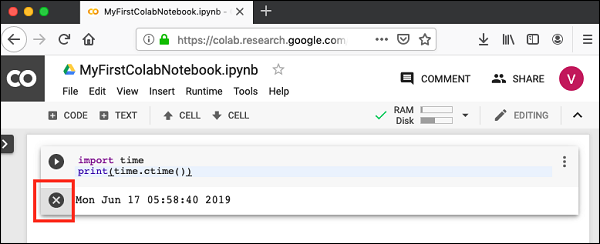 MyFirstColabNotebook.ipynb -
https://colab.research.google.com
CO
MyFirstColabNotebook.ipynb
COMMENT
SHARE
V
File Edit View Insert Runtime Tools Help
CODE TEXT CELL CELL
RAM
Disk
EDITING
import time
print(time.ctime())
Mon Jun 17 05:58:40 2019